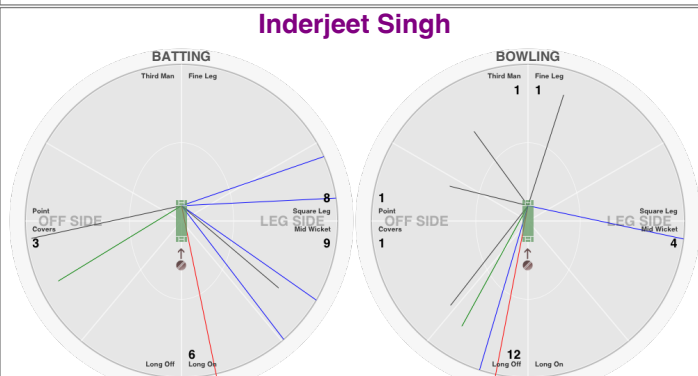 Inderjeet Singh
BATTING
BOWLING
Third Man Fine Leg
Third Man Fine Leg
1 1
8
1
Point
Square Leg
Point
Square Leg
OFF SIDE LEG SIDE
OFF SIDE LEG SIDE
Covers
Mid Wicket
Covers
Mid Wicket
3
9
1
4
6
12
Long Off Long On
Long Off Long On